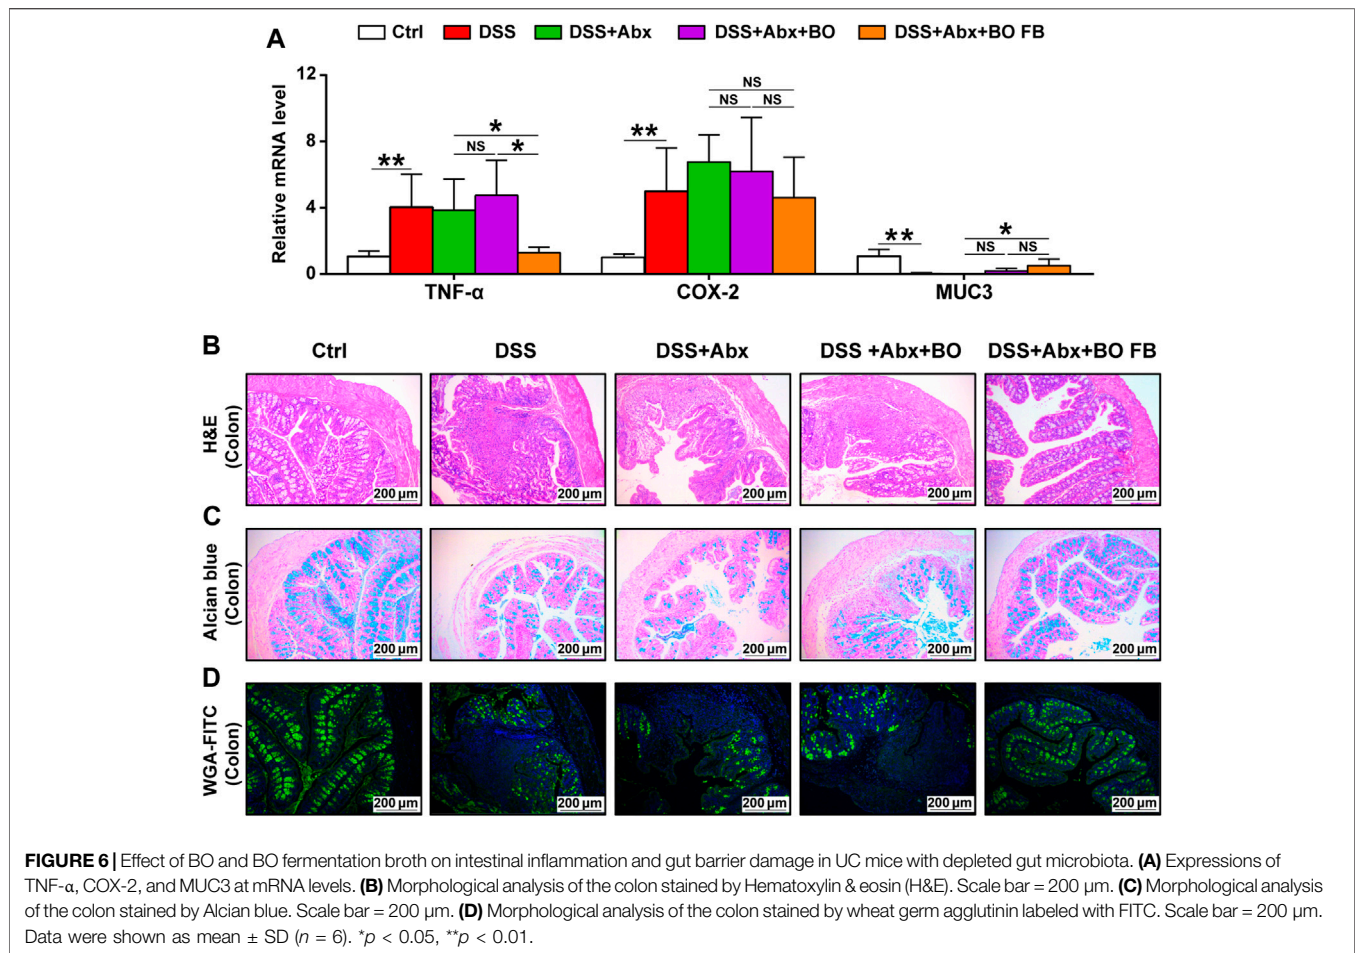 A
Ctrl DSS DSS+Abx DSS+Abx+BO DSS+Abx+BO FB
Relative mRNA level
12
8
4
0
** NS * *
** NS NS NS
** NS NS *
TNF-α COX-2 MUC3
B
Ctrl DSS DSS+Abx DSS +Abx+BO DSS+Abx+BO FB
H&E
(Colon)
200 µm 200 µm 200 µm 200 µm 200 µm
C
Alcian blue
(Colon)
200 µm 200 µm 200 µm 200 µm 200 µm
D
WGA-FITC
(Colon)
200 µm 200 µm 200 µm 200 µm 200 µm
FIGURE 6 | Effect of BO and BO fermentation broth on intestinal inflammation and gut barrier damage in UC mice with depleted gut microbiota. (A) Expressions of
TNF-α, COX-2, and MUC3 at mRNA levels. (B) Morphological analysis of the colon stained by Hematoxylin & eosin (H&E). Scale bar = 200 µm. (C) Morphological analysis
of the colon stained by Alcian blue. Scale bar = 200 µm. (D) Morphological analysis of the colon stained by wheat germ agglutinin labeled with FITC. Scale bar = 200 µm.
Data were shown as mean ± SD (n = 6). *p < 0.05, **p < 0.01.